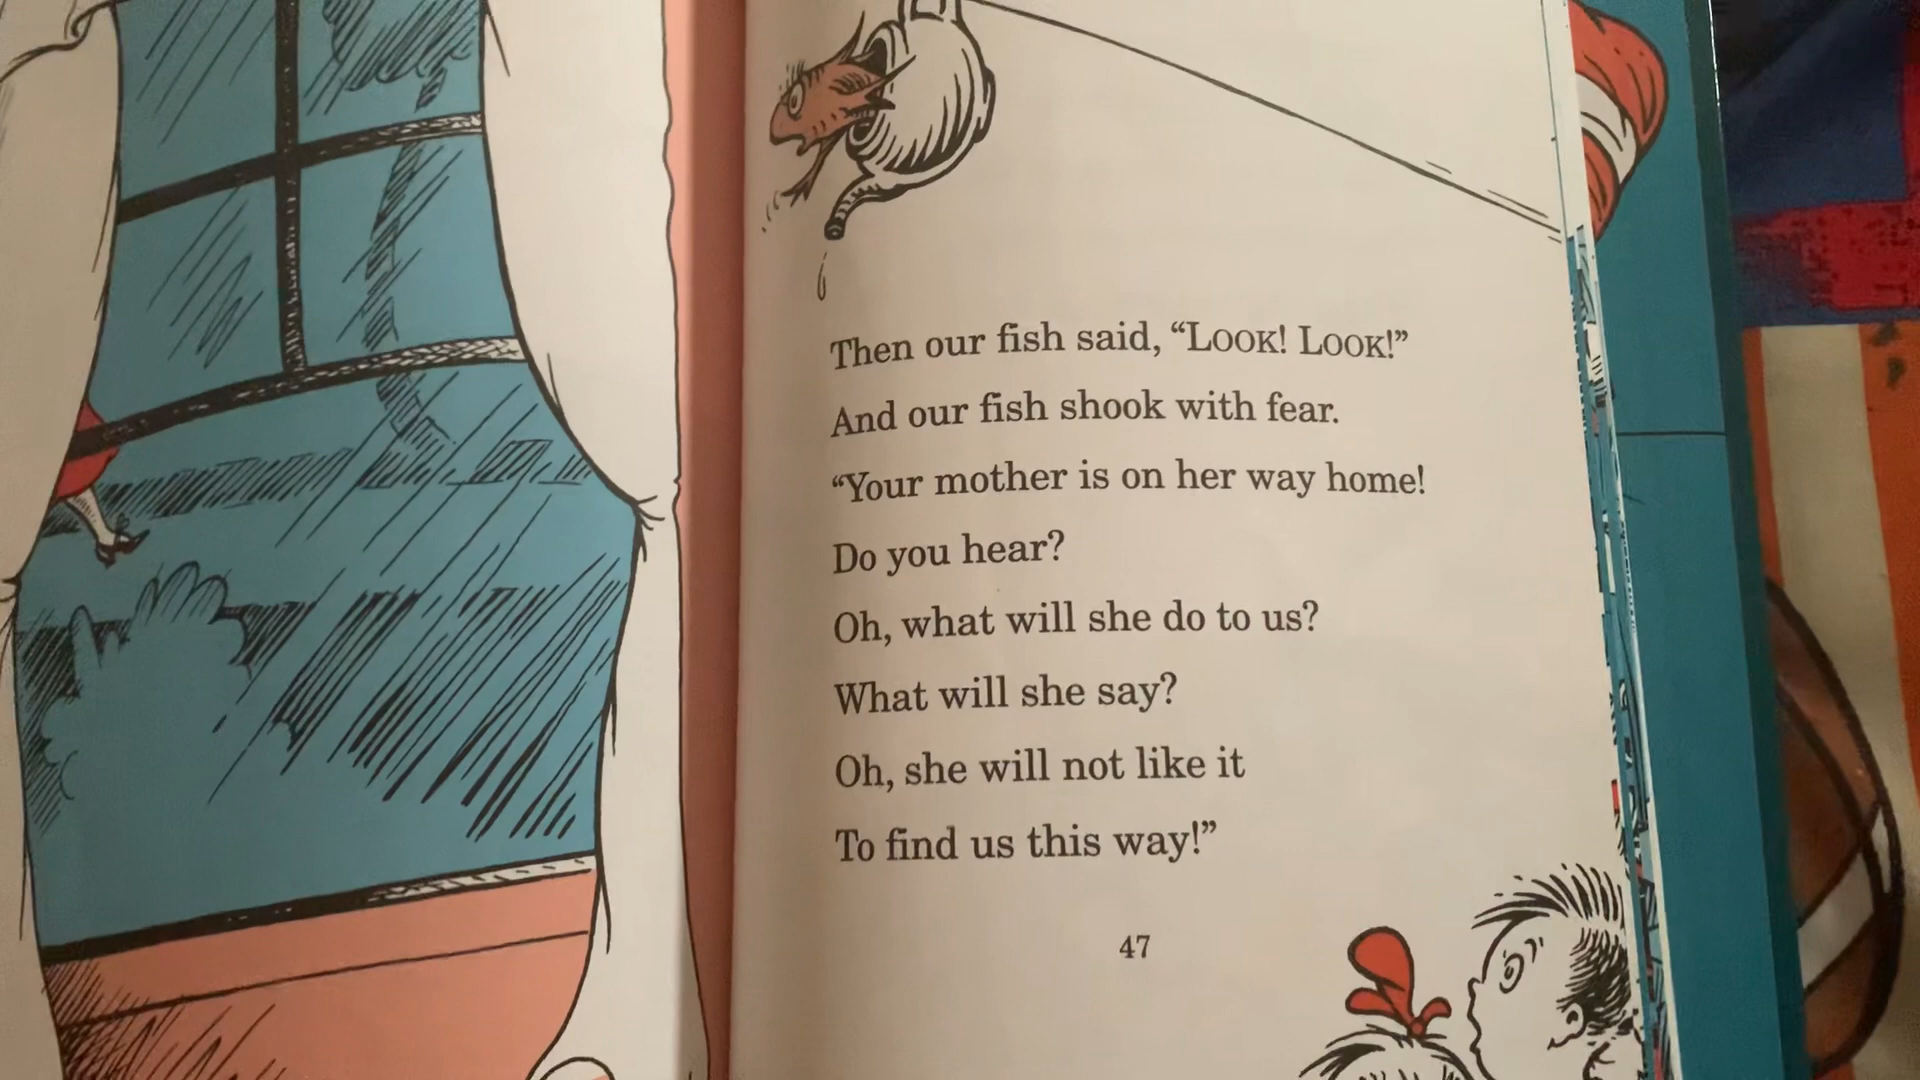 Then our fish said, “LOOK! LOOK!”
And our fish shook with fear.
“Your mother is on her way home!
Do you hear?
Oh, what will she do to us?
What will she say?
Oh, she will not like it
To find us this way!”
47